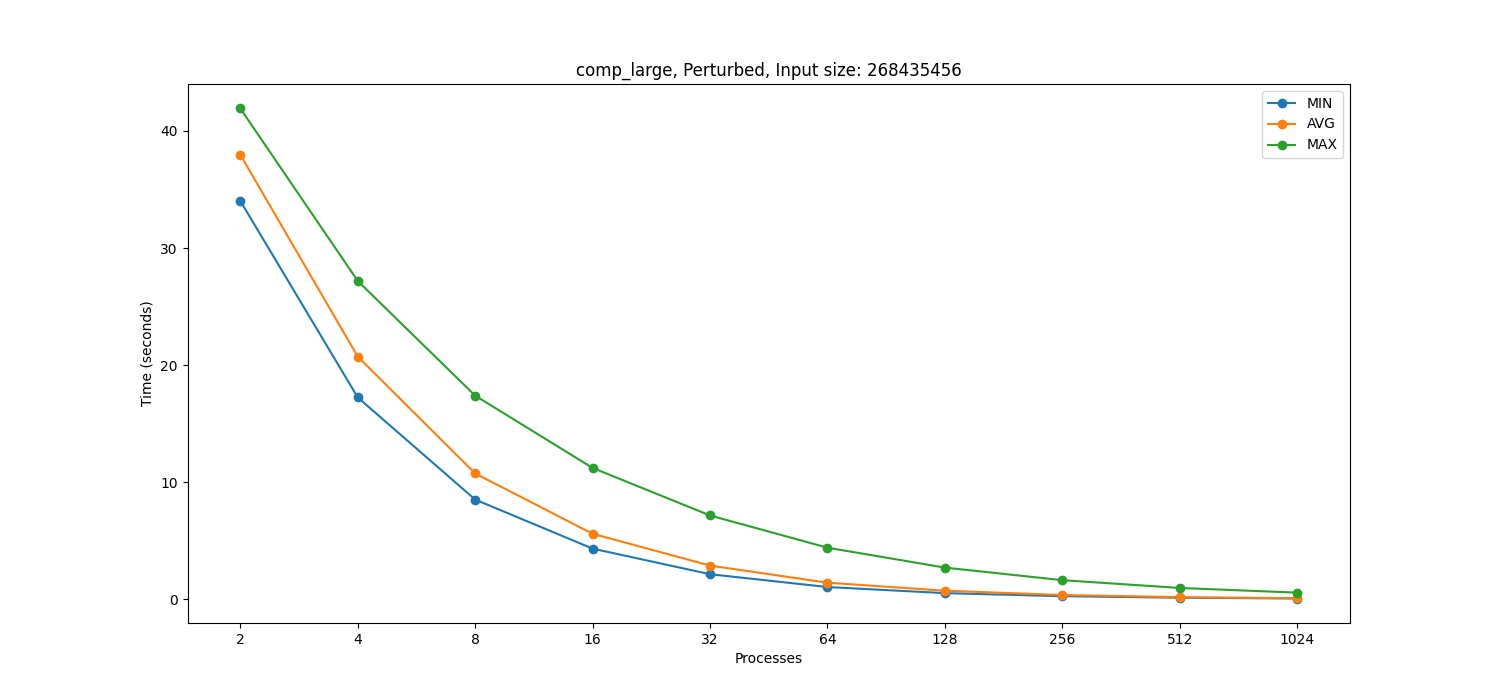 comp_large, Perturbed, Input size: 268435456
MIN
AVG
MAX
Time (seconds)
40
30
20
10
0
2 4 8 16 32 64 128 256 512 1024
Processes